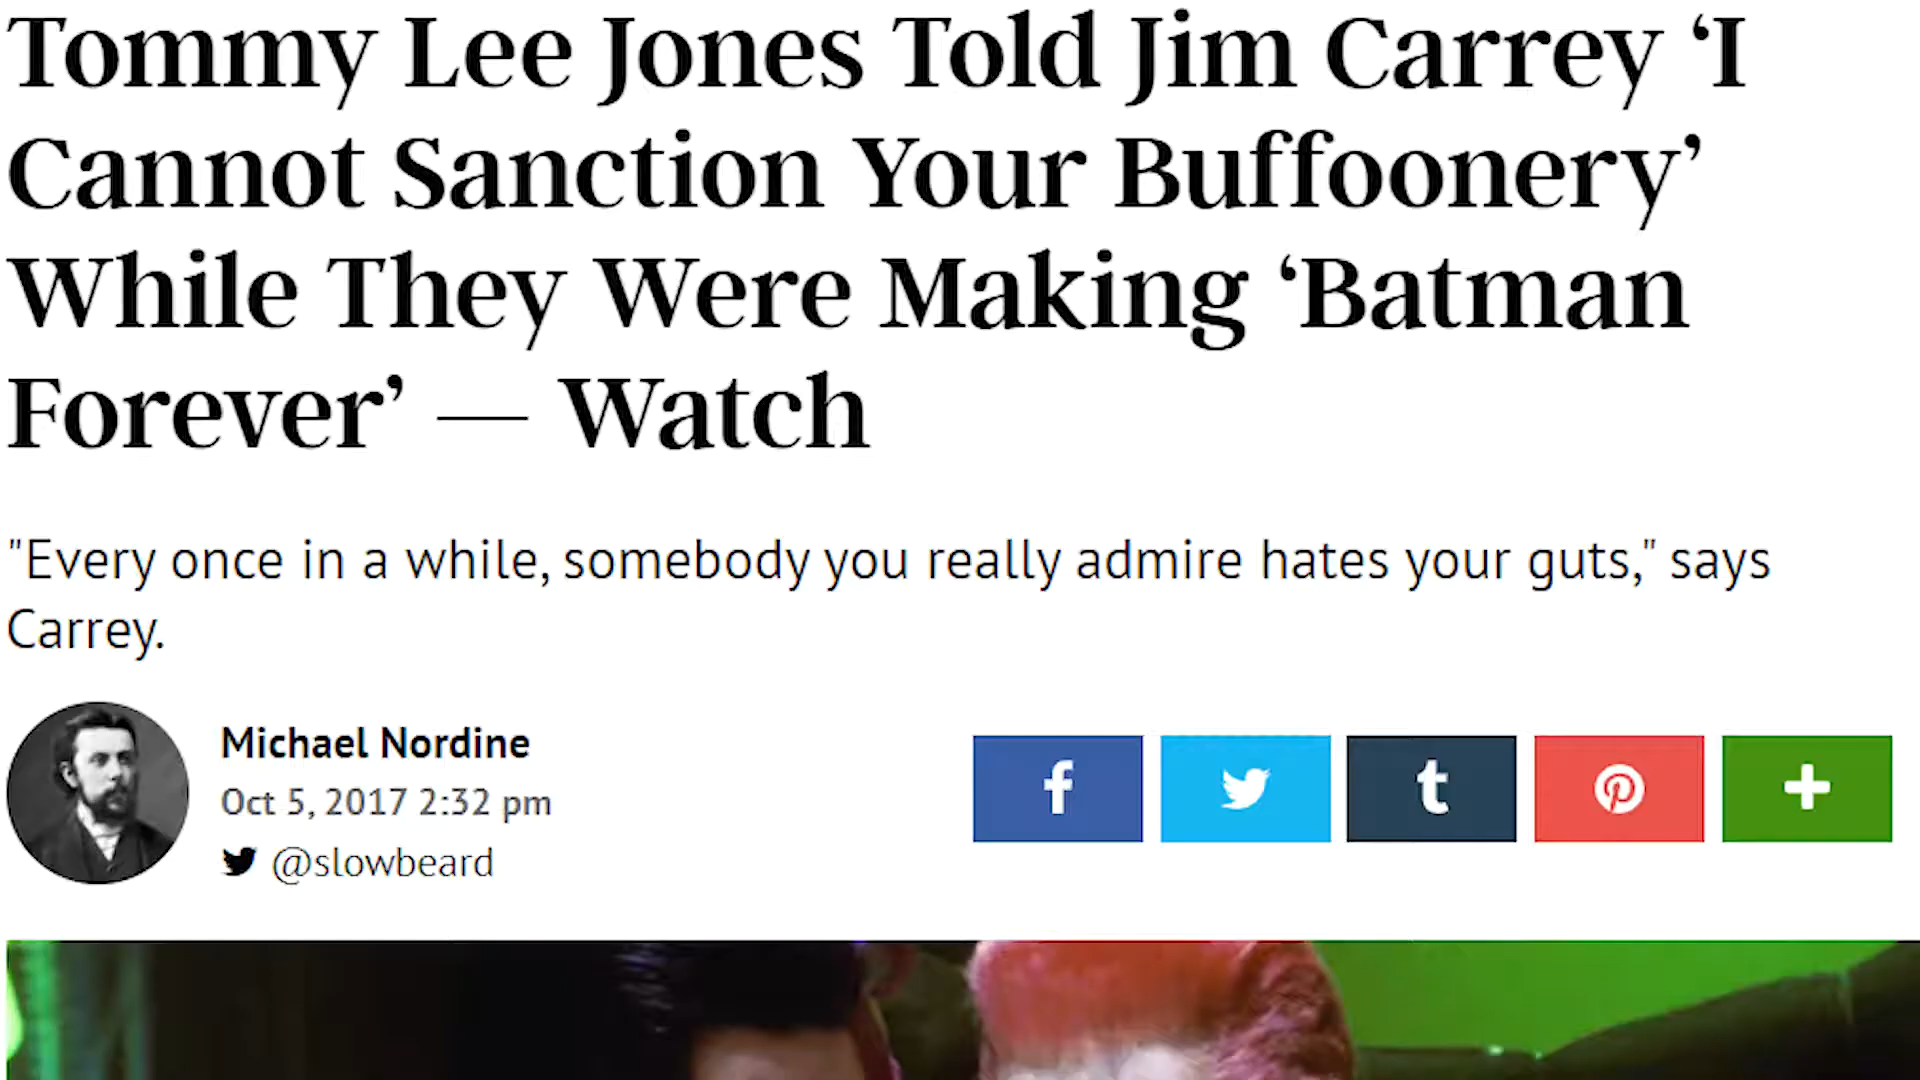 Tommy Lee Jones Told Jim Carrey ‘I
Cannot Sanction Your Buffoonery’
While They Were Making ‘Batman
Forever’ — Watch
"Every once in a while, somebody you really admire hates your guts," says
Carrey.
Michael Nordine
Oct 5, 2017 2:32 pm
@slowbeard